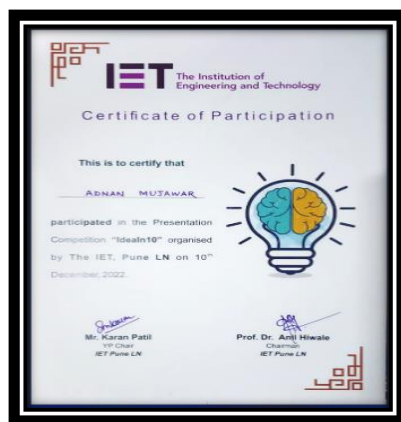 IET The Institution of
Engineering and Technology
Certificate of Participation
This is to certify that
ADNAN MUJAWAR
participated in the Presentation
Competition "IdeaIn10" organised
by The IET, Pune LN on 10th
December, 2022.
Mr. Karan Patil
YP Chair
IET Pune LN
Prof. Dr. Anil Hiwale
Chairman
IET Pune LN